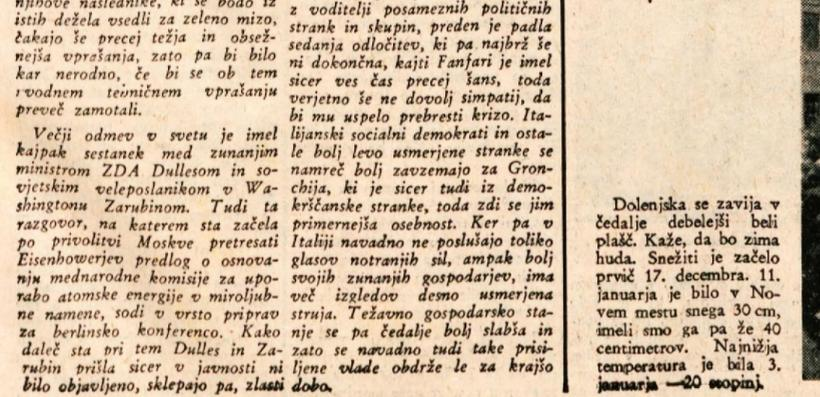 njihove naslednike, ki se bodo iz
istih dežela vsedli za zeleno mizo,
čakajo še precej težja in obsež-
nejša vprašanja, zato pa bi bilo
kar nerodno, če bi se ob tem
uvodnem tehničnem vprašanju
preveč zamotali.
Večji odmev v svetu je imel
kajpak sestanek med zunanjim
ministrom ZDA Dullesom in so-
vjetskim veleposlanikom v Wa-
shingtonu Zarubinom. Tudi ta
razgovor, na katerem sta začela
po privolitvi Moskve pretresati
Eisenhowerjev predlog o osnova-
nju mednarodne komisije za upo-
rabo atomske energije v miroljub-
ne namene, sodi v vrsto priprav
za berlinsko konferenco. Kako
daleč sta pri tem Dulles in Za-
rubin prišla sicer v javnosti ni
bilo objavljeno, sklepajo pa, zlasti
z voditelji posameznih političnih
strank in skupin, preden je padla
sedanja odločitev, ki pa najbrž še
ni dokončna, kajti Fanfari je imel
sicer ves čas precej šans, toda
verjetno še ne dovolj simpatij, da
bi mu uspelo prebresti krizo. Ita-
lijanski socialni demokrati in osta-
le bolj levo usmerjene stranke se
namreč bolj zavzemajo za Gron-
chija, ki je sicer tudi iz demo-
krščanske stranke, toda zdi se jim
primernejša osebnost. Ker pa v
Italiji navadno ne poslušajo toliko
glasov notranjih sil, ampak bolj
svojih zunanjih gospodarjev, ima
več izgledov desno usmerjena
struja. Težavno gospodarsko sta-
nje se pa čedalje bolj slabša in
zato se navadno tudi take prisi-
ljene vlade obdrže le za krajšo
dobo.
Dolenjska se zavija v
čedalje debelejši beli
plašč. Kaže, da bo zima
huda. Snežiti je začelo
prvič 17. decembra. 11.
januarja je bilo v No-
vem mestu snega 30 cm,
imeli smo ga pa že 40
centimetrov. Najnižja
temperatura je bila 3.
januarja —20 stopinj.